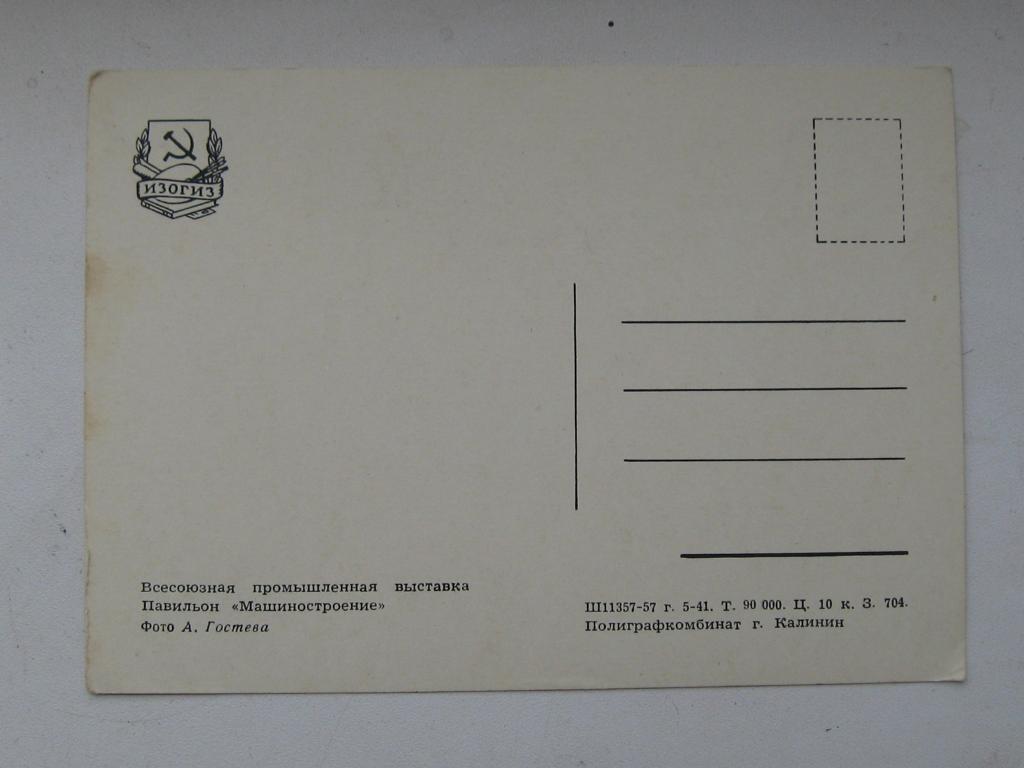 ИЗОГИЗ
Всесоюзная промышленная выставка
Павильон «Машиностроение»
Фото А. Гостева
Ш11357-57 г. 5-41. Т. 90 000. Ц. 10 к. З. 704.
Полиграфкомбинат г. Калинин